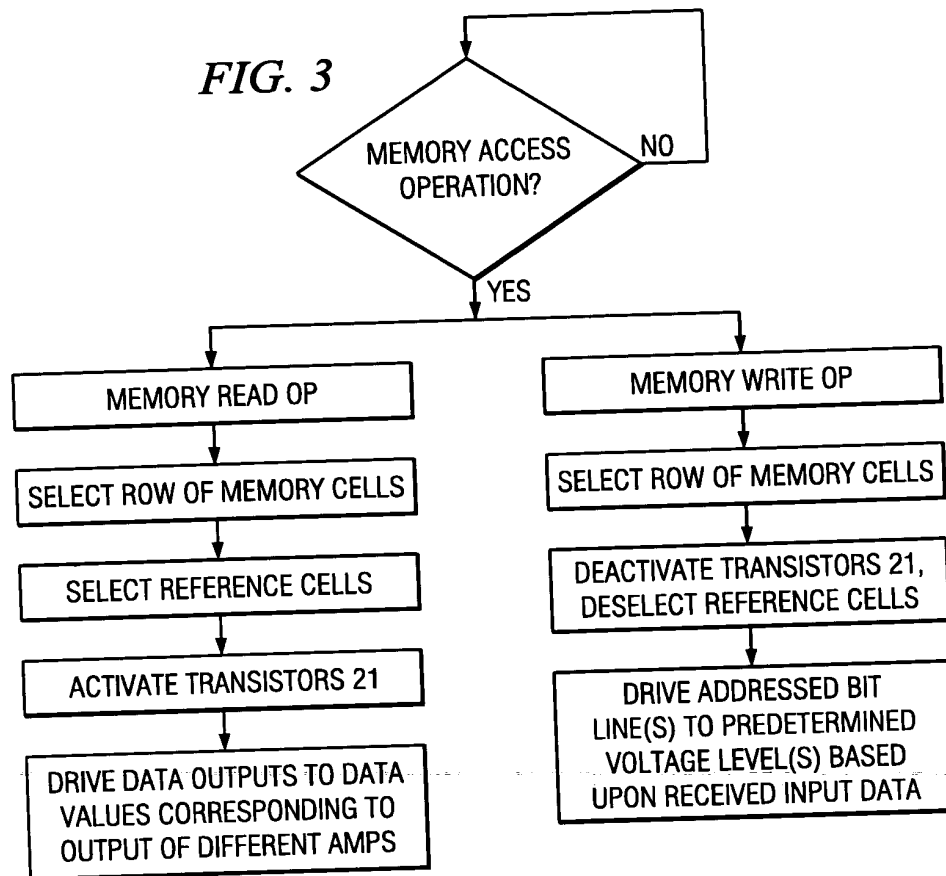 FIG. 3
MEMORY ACCESS
OPERATION?
NO
YES
MEMORY READ OP
SELECT ROW OF MEMORY CELLS
SELECT REFERENCE CELLS
ACTIVATE TRANSISTORS 21
DRIVE DATA OUTPUTS TO DATA
VALUES CORRESPONDING TO
OUTPUT OF DIFFERENT AMPS
MEMORY WRITE OP
SELECT ROW OF MEMORY CELLS
DEACTIVATE TRANSISTORS 21,
DESELECT REFERENCE CELLS
DRIVE ADDRESSED BIT
LINE(S) TO PREDETERMINED
VOLTAGE LEVEL(S) BASED
UPON RECEIVED INPUT DATA